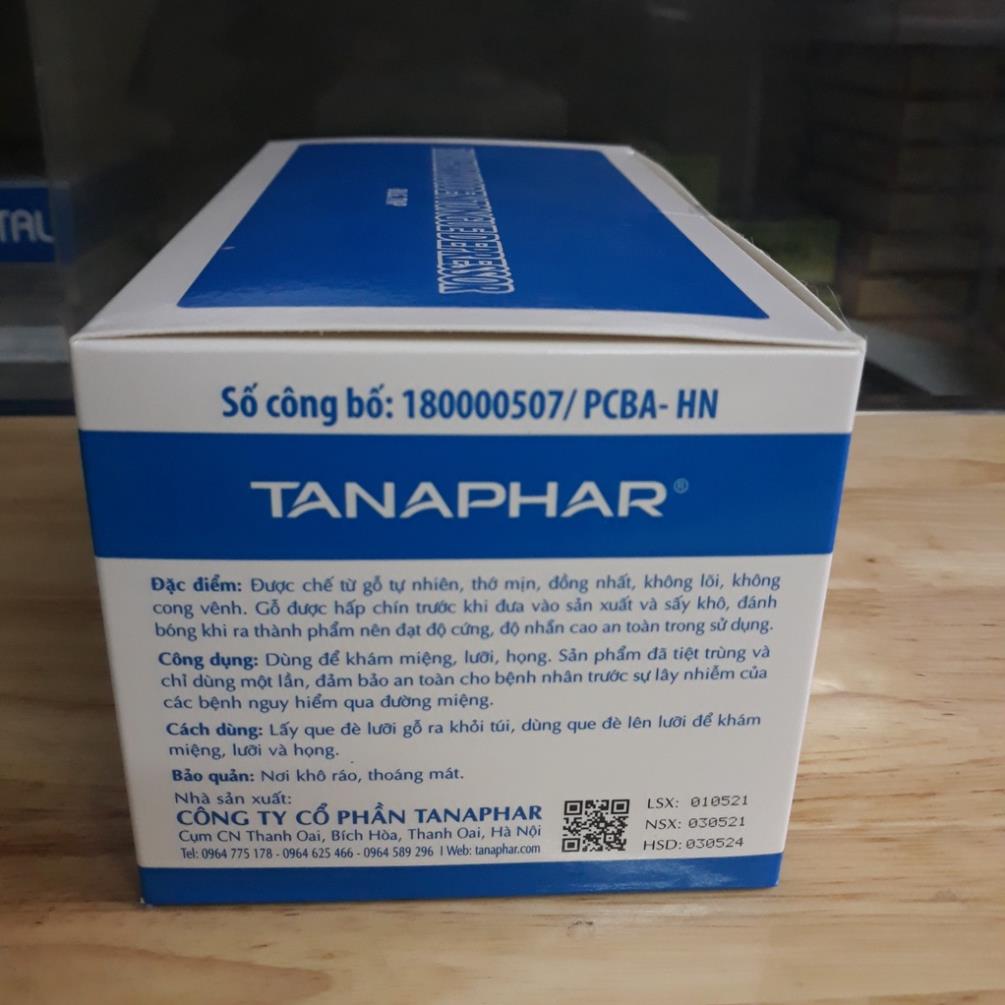 TAL
Số công bố: 180000507/ PCBA- HN
TANAPHAR®
Đặc điểm: Được chế từ gỗ tự nhiên, thớ mịn, đồng nhất, không lõi, không
cong vênh. Gỗ được hấp chín trước khi đưa vào sản xuất và sấy khô, đánh
bóng khi ra thành phẩm nên đạt độ cứng, độ nhẵn cao an toàn trong sử dụng.
Công dụng: Dùng để khám miệng, lưỡi, họng. Sản phẩm đã tiệt trùng và
chỉ dùng một lần, đảm bảo an toàn cho bệnh nhân trước sự lây nhiễm của
các bệnh nguy hiểm qua đường miệng.
Cách dùng: Lấy que đè lưỡi gỗ ra khỏi túi, dùng que đè lên lưỡi để khám
miệng, lưỡi và họng.
Bảo quản: Nơi khô ráo, thoáng mát.
Nhà sản xuất:
CÔNG TY CỔ PHẦN TANAPHAR
Cụm CN Thanh Oai, Bích Hòa, Thanh Oai, Hà Nội
Tel: 0964 775 178 - 0964 625 466 - 0964 589 296 | Web: tanaphar.com
LSX: 010521
NSX: 030521
HSD: 030524